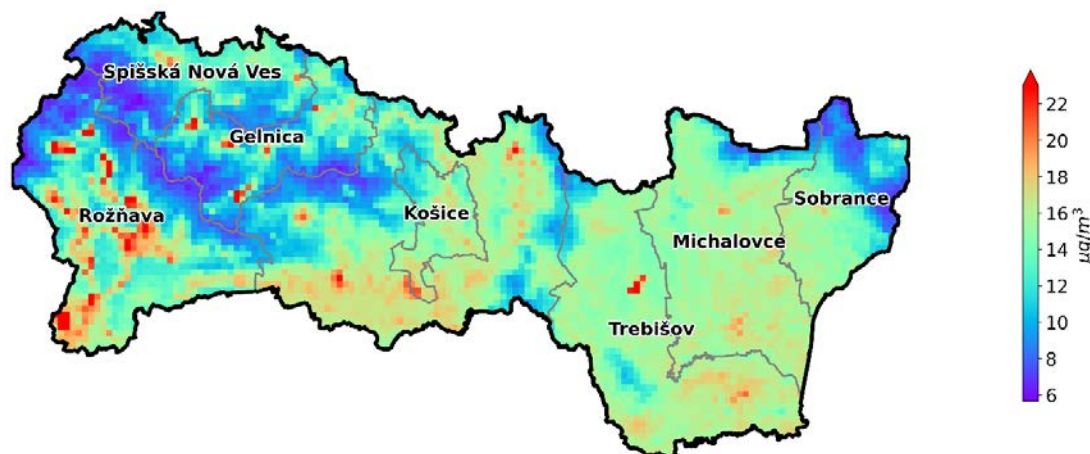 Spišská Nová Ves
Gelnica
Rožňava
Košice
Sobrance
Michalovce
Trebišov
22
20
18
16
14
12
10
8
6
μg/m³